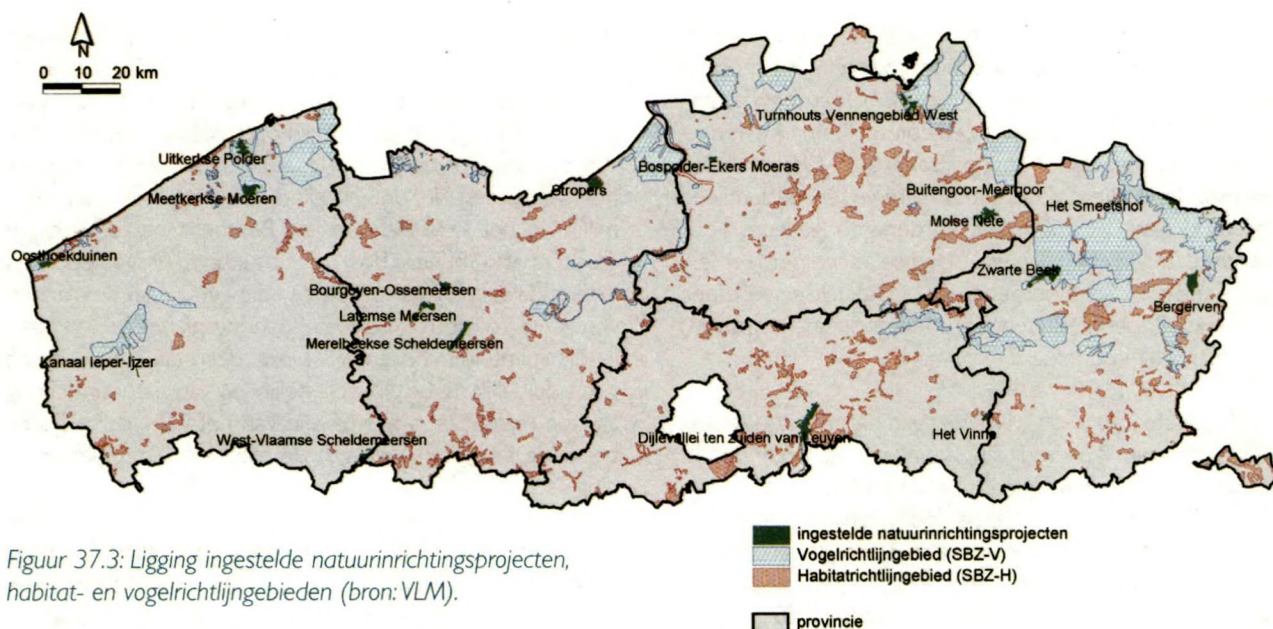 N
0 10 20 km
Turnhouts Vennengebied West
Uitkerkse Polder
Bospolder-Ekers Moeras
Stropers
Buitengoor-Meergoor
Meetkerkse Moeren
Het Smeetshof
Molse Nete
Oosthoekduinen
Zwarte Beek
Bourgoyen-Ossemeersen
Bergerven
Latemse Meersen
Merelbeekse Scheldemeersen
Kanaal Ieper-Ijzer
West-Vlaamse Scheldemeersen
Dijlevallei ten zuiden van Leuven
Het Vinne
ingestelde natuurinrichtingsprojecten
Vogelrichtlijngebied (SBZ-V)
Habitatrichtlijngebied (SBZ-H)
provincie
Figuur 37.3: Ligging ingestelde natuurinrichtingsprojecten,
habitat- en vogelrichtlijngebieden (bron: VLM).